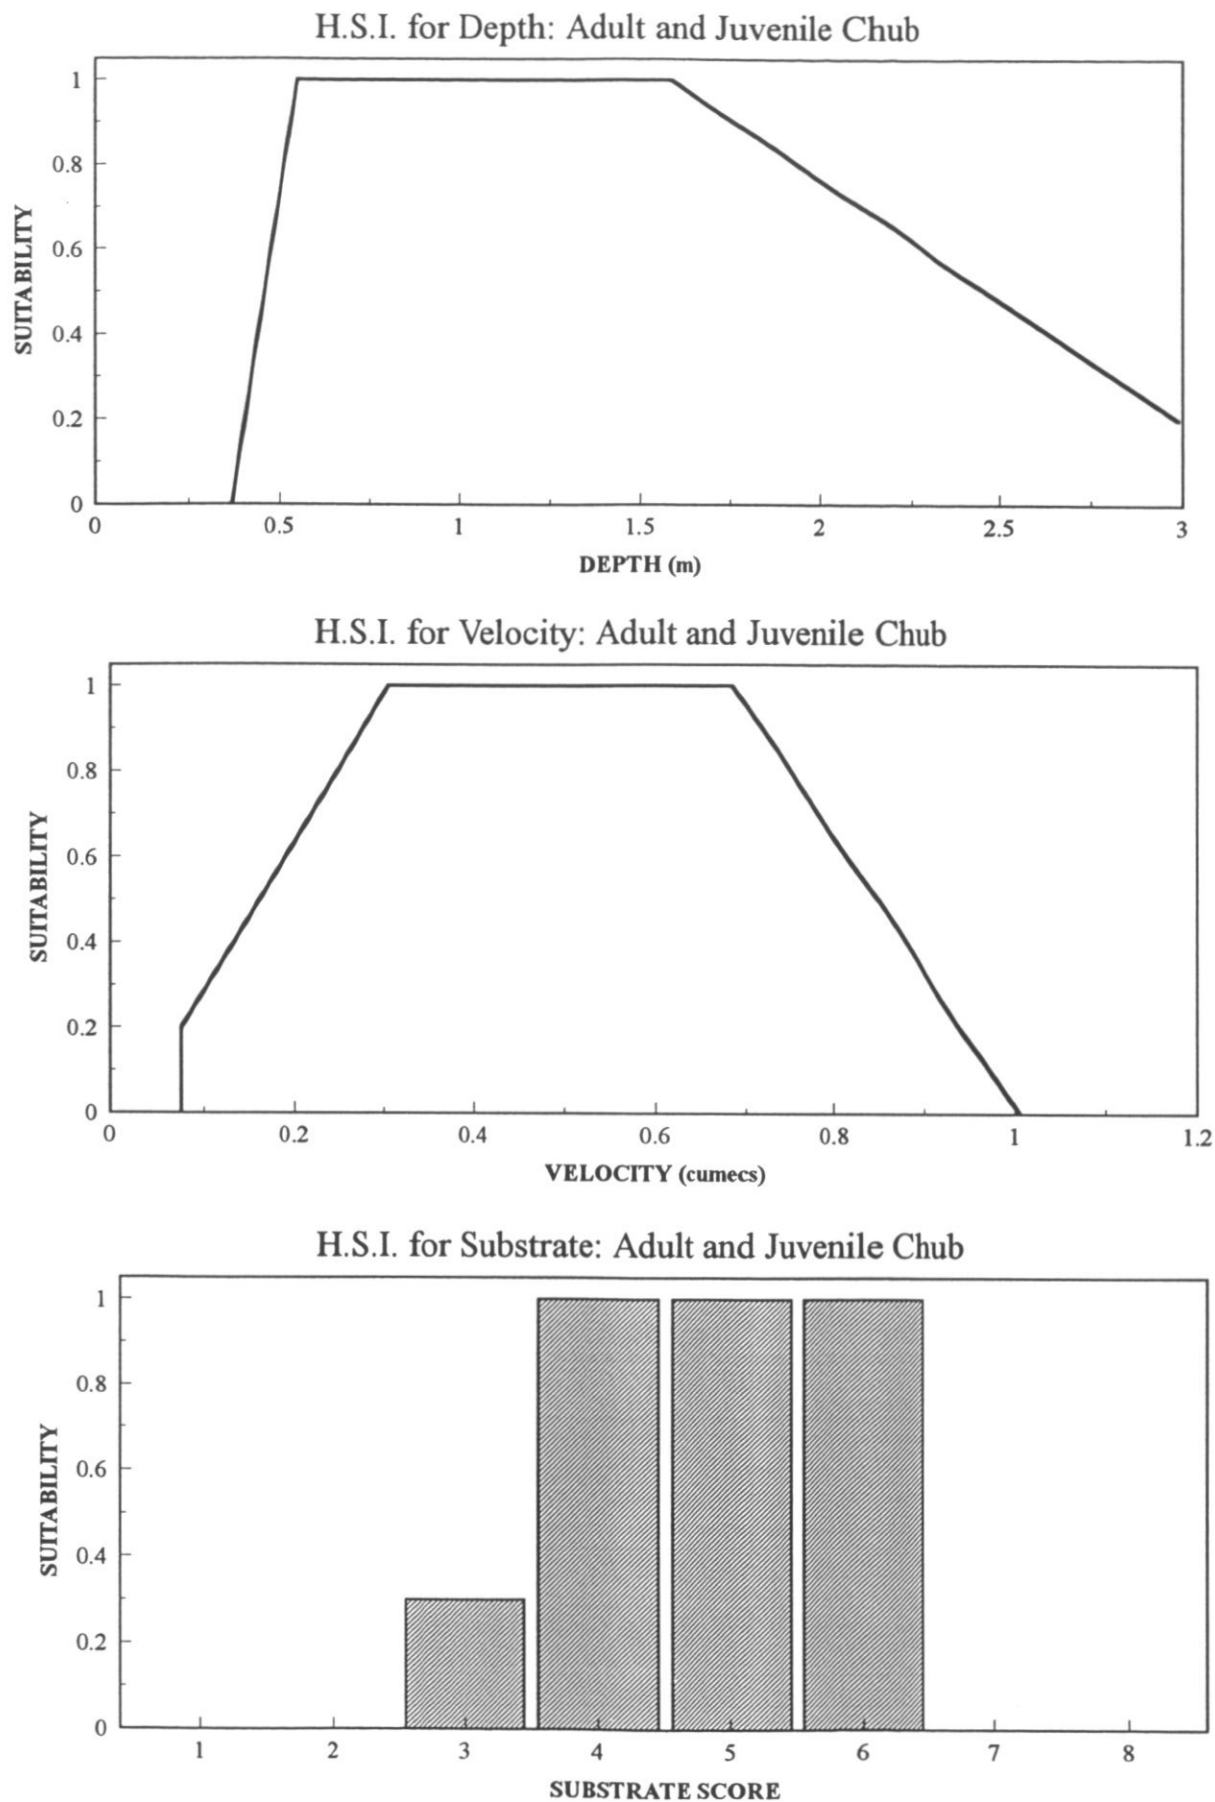 H.S.I. for Depth: Adult and Juvenile Chub
1
0.8
0.6
0.4
0.2
0
SUITABILITY
0 0.5 1 1.5 2 2.5 3
DEPTH (m)
H.S.I. for Velocity: Adult and Juvenile Chub
1
0.8
0.6
0.4
0.2
0
SUITABILITY
0 0.2 0.4 0.6 0.8 1 1.2
VELOCITY (cumecs)
H.S.I. for Substrate: Adult and Juvenile Chub
1
0.8
0.6
0.4
0.2
0
SUITABILITY
1 2 3 4 5 6 7 8
SUBSTRATE SCORE